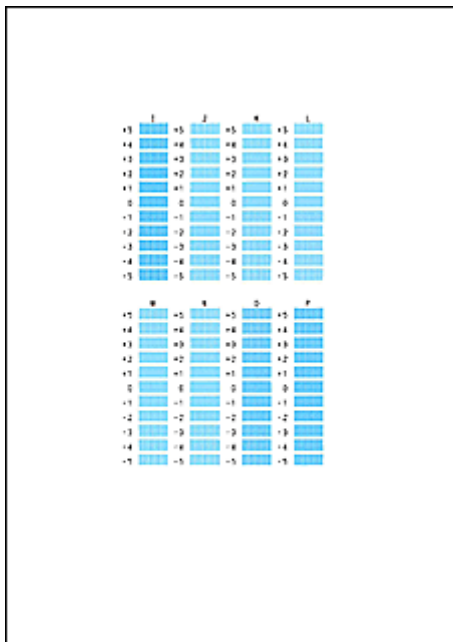 I J K L
+5 +5 +5 +5
+4 +4 +4 +4
+3 +3 +3 +3
+2 +2 +2 +2
+1 +1 +1 +1
0 0 0 0
-1 -1 -1 -1
-2 -2 -2 -2
-3 -3 -3 -3
-4 -4 -4 -4
-5 -5 -5 -5
M N O P
+5 +5 +5 +5
+4 +4 +4 +4
+3 +3 +3 +3
+2 +2 +2 +2
+1 +1 +1 +1
0 0 0 0
-1 -1 -1 -1
-2 -2 -2 -2
-3 -3 -3 -3
-4 -4 -4 -4
-5 -5 -5 -5